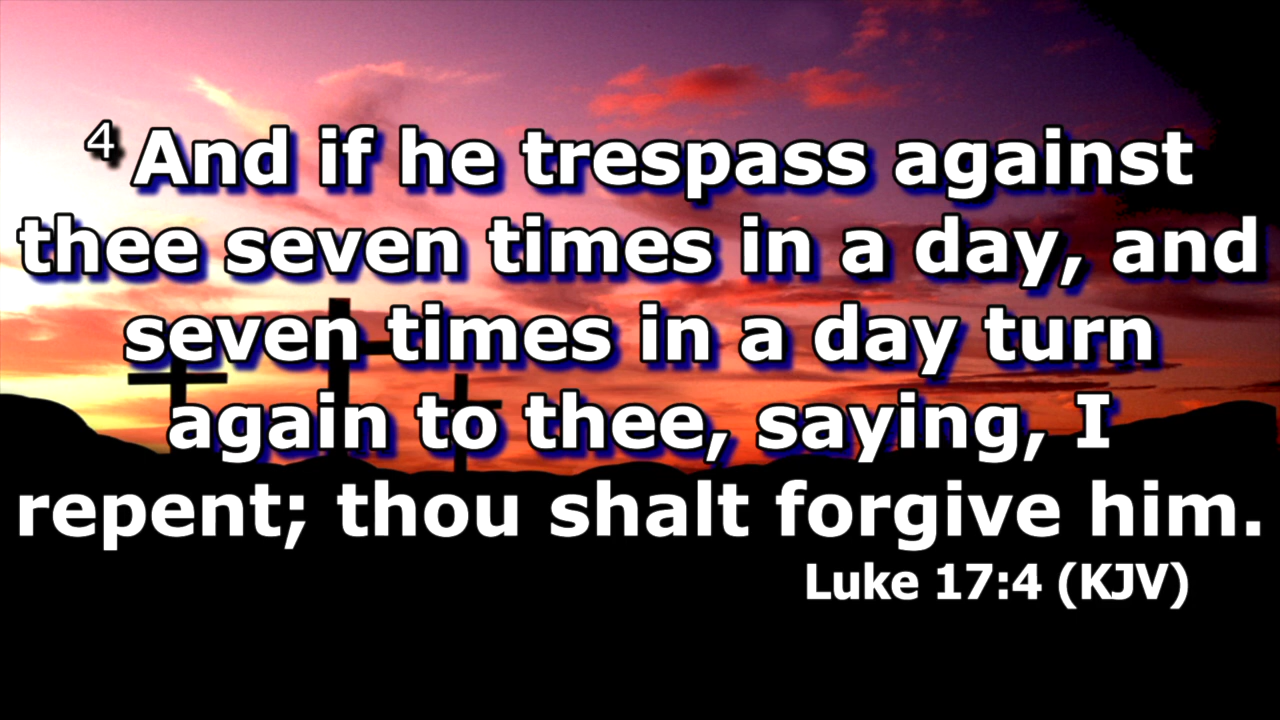 4 And if he trespass against
thee seven times in a day, and
seven times in a day turn
again to thee, saying, I
repent; thou shalt forgive him.
Luke 17:4 (KJV)